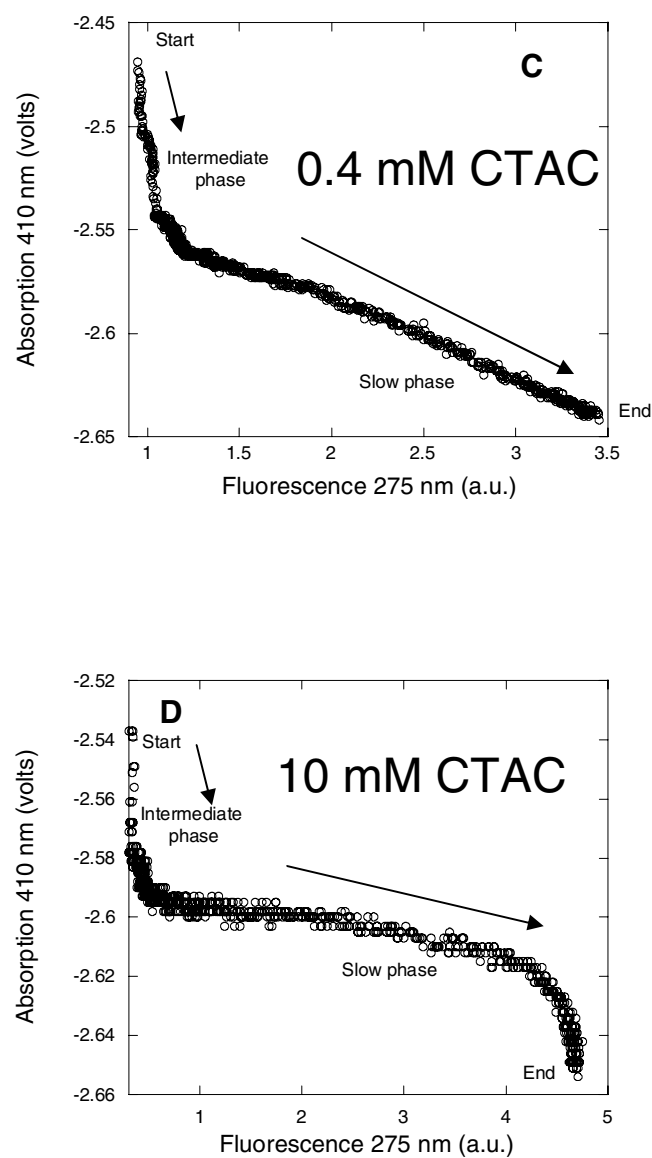 -2.45
Start
C
-2.5
Intermediate
phase
0.4 mM CTAC
Absorption 410 nm (volts)
-2.55
-2.6
Slow phase
End
-2.65
1
1.5
2
2.5
3
3.5
Fluorescence 275 nm (a.u.)
-2.52
D
-2.54
Start
10 mM CTAC
-2.56
Intermediate
phase
Absorption 410 nm (volts)
-2.58
-2.6
Slow phase
-2.62
-2.64
End
-2.66
1
2
3
4
5
Fluorescence 275 nm (a.u.)